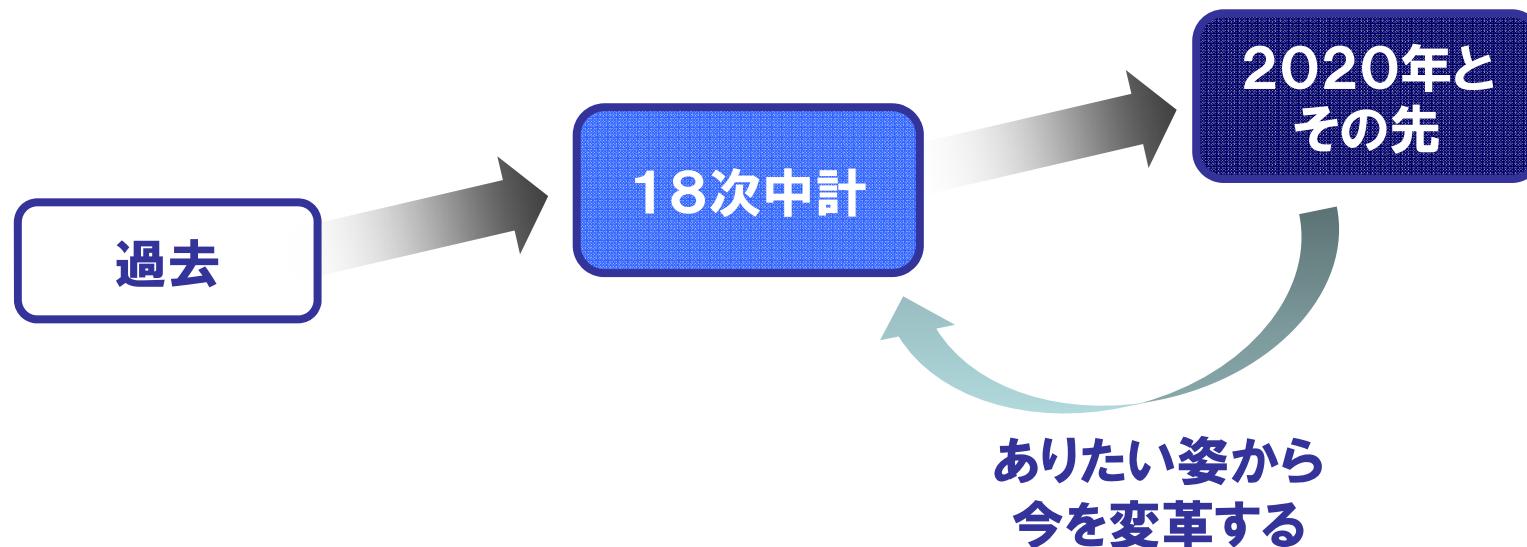 過去
18次中計
2020年と
その先
ありたい姿から
今を変革する